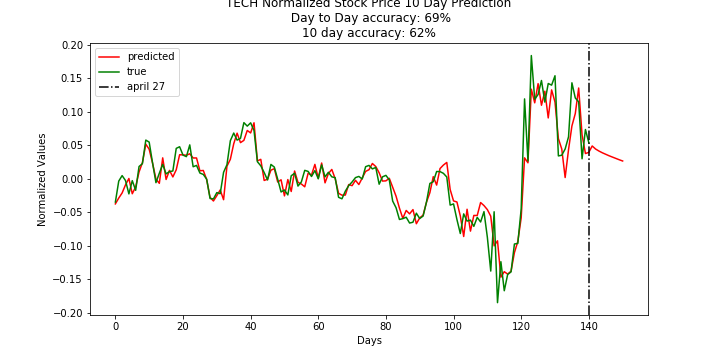 TECH Normalized Stock Price 10 Day Prediction
Day to Day accuracy: 69%
10 day accuracy: 62%
predicted
true
april 27
Normalized Values
0.20
0.15
0.10
0.05
0.00
−0.05
−0.10
−0.15
−0.20
0 20 40 60 80 100 120 140
Days